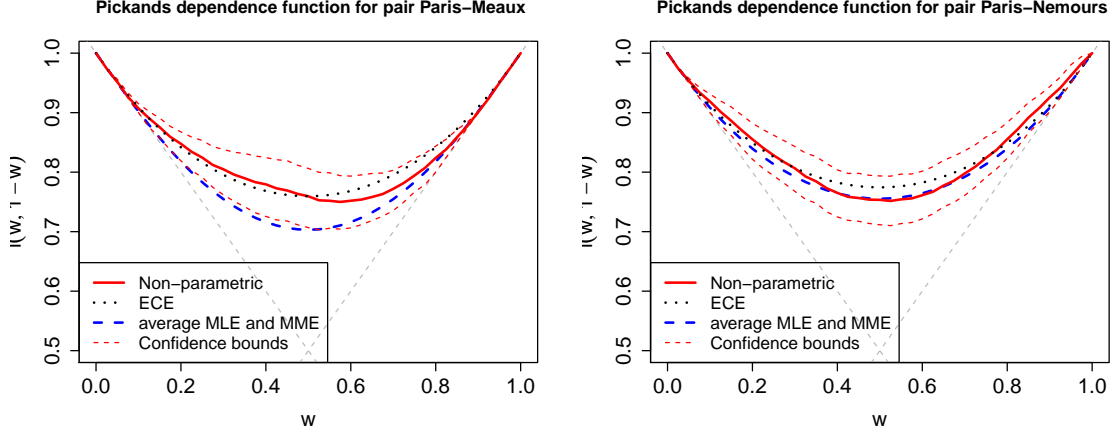 Pickands dependence function for pair Paris−Meaux
l(w, 1 − w)
1.0
0.9
0.8
0.7
0.6
0.5
Non−parametric
ECE
average MLE and MME
Confidence bounds
0.0 0.2 0.4 0.6 0.8 1.0
w
Pickands dependence function for pair Paris−Nemours
l(w, 1 − w)
1.0
0.9
0.8
0.7
0.6
0.5
Non−parametric
ECE
average MLE and MME
Confidence bounds
0.0 0.2 0.4 0.6 0.8 1.0
w